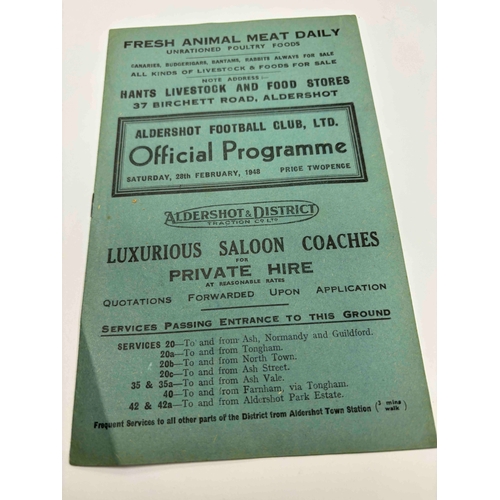 FRESH ANIMAL MEAT DAILY
UNRATIONED POULTRY FOODS
CANARIES, BUDGERIGARS, BANTAMS, RABBITS ALWAYS FOR SALE
ALL KINDS OF LIVESTOCK & FOODS FOR SALE
NOTE ADDRESS:-
HANTS LIVESTOCK AND FOOD STORES
37 BIRCHETT ROAD, ALDERSHOT
ALDERSHOT FOOTBALL CLUB, LTD.
Official Programme
SATURDAY, 28th FEBRUARY, 1948 PRICE TWOPENCE
ALDERSHOT & DISTRICT
TRACTION CO LTD
LUXURIOUS SALOON COACHES
FOR
PRIVATE HIRE
AT REASONABLE RATES
QUOTATIONS FORWARDED UPON APPLICATION
SERVICES PASSING ENTRANCE TO THIS GROUND
SERVICES 20—To and from Ash, Normandy and Guildford.
20a—To and from Tongham.
20b—To and from North Town.
20c—To and from Ash Street.
35 & 35a—To and from Ash Vale.
40—To and from Farnham, via Tongham.
42 & 42a—To and from Aldershot Park Estate.
Frequent Services to all other parts of the District from Aldershot Town Station (3 mins walk)